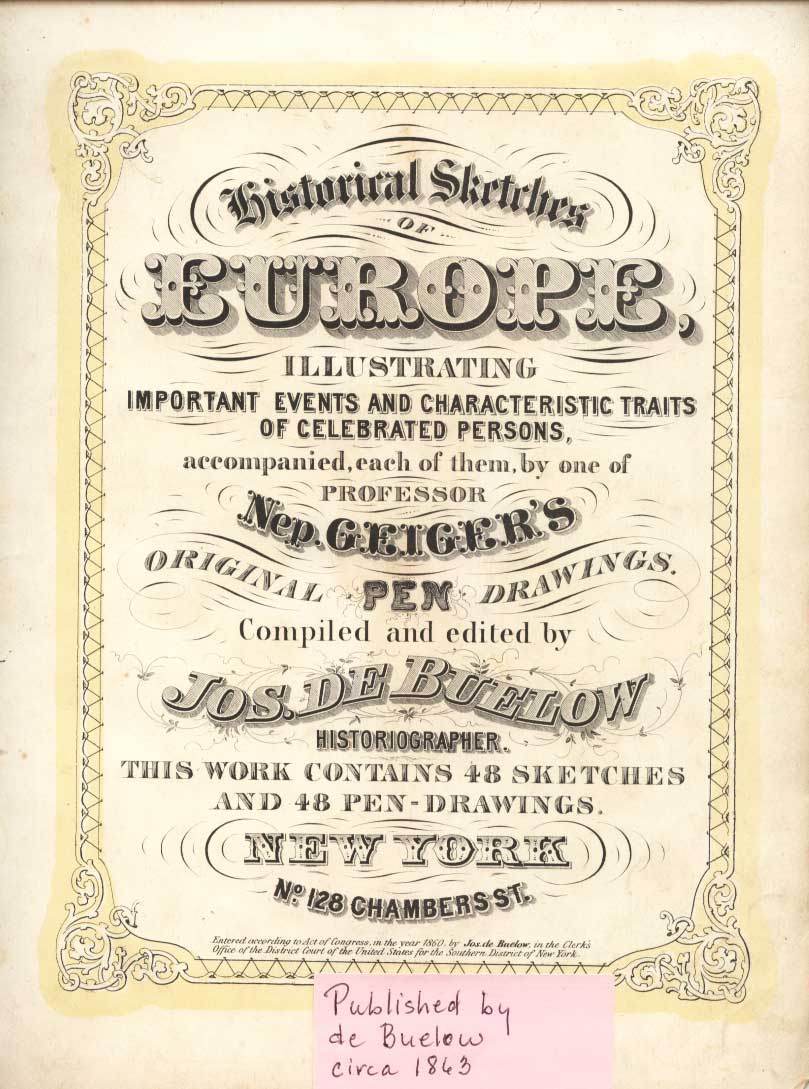 Historical Sketches
OF
EUROPE,
ILLUSTRATING
IMPORTANT EVENTS AND CHARACTERISTIC TRAITS
OF CELEBRATED PERSONS,
accompanied, each of them, by one of
PROFESSOR
Nep. GEIGER'S
ORIGINAL PEN DRAWINGS.
Compiled and edited by
JOS. DE BUELOW
HISTORIOGRAPHER.
THIS WORK CONTAINS 48 SKETCHES
AND 48 PEN-DRAWINGS.
NEW YORK
No. 128 CHAMBERS ST.
Entered according to Act of Congress, in the year 1860, by Jos. de Buelow, in the Clerk's
Office of the District Court of the United States for the Southern District of New York.
Published by
de Buelow
circa 1863